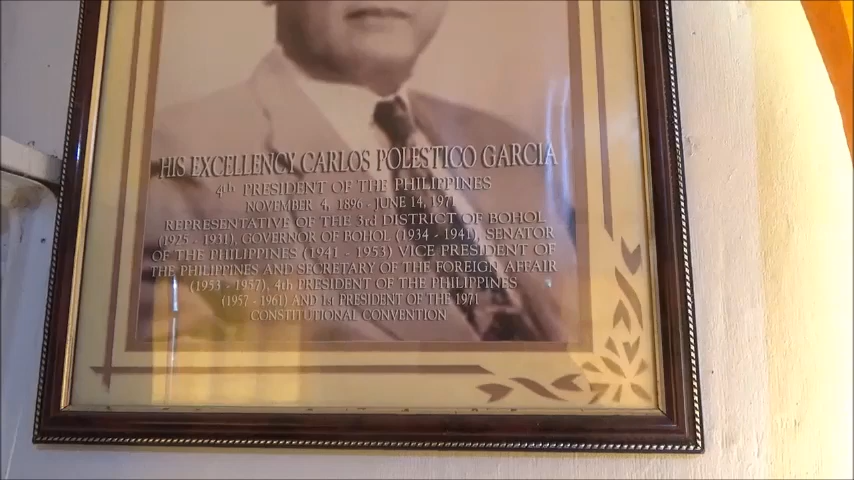 HIS EXCELLENCY CARLOS POLESTICO GARCIA
4th PRESIDENT OF THE PHILIPPINES
NOVEMBER 4, 1896 - JUNE 14, 1971
REPRESENTATIVE OF THE 3rd DISTRICT OF BOHOL
(1925 - 1931), GOVERNOR OF BOHOL (1934 - 1941), SENATOR
OF THE PHILIPPINES (1941 - 1953) VICE PRESIDENT OF
THE PHILIPPINES AND SECRETARY OF THE FOREIGN AFFAIR
(1953 - 1957), 4th PRESIDENT OF THE PHILIPPINES
(1957 - 1961) AND 1st PRESIDENT OF THE 1971
CONSTITUTIONAL CONVENTION